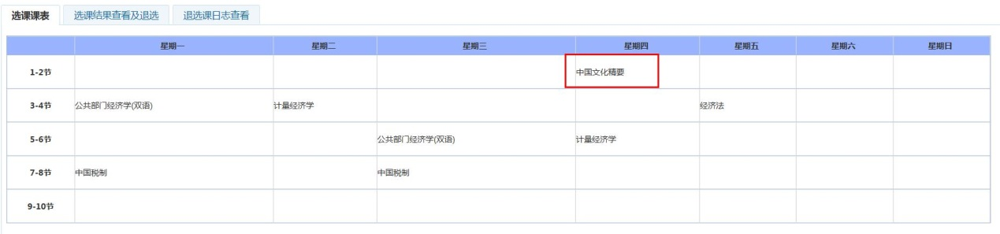 选课课表 选课结果查看及退选 退选课日志查看
星期一 星期二 星期三 星期四 星期五 星期六 星期日
1-2节 中国文化精要
3-4节 公共部门经济学(双语) 计量经济学 经济法
5-6节 公共部门经济学(双语) 计量经济学
7-8节 中国税制 中国税制
9-10节